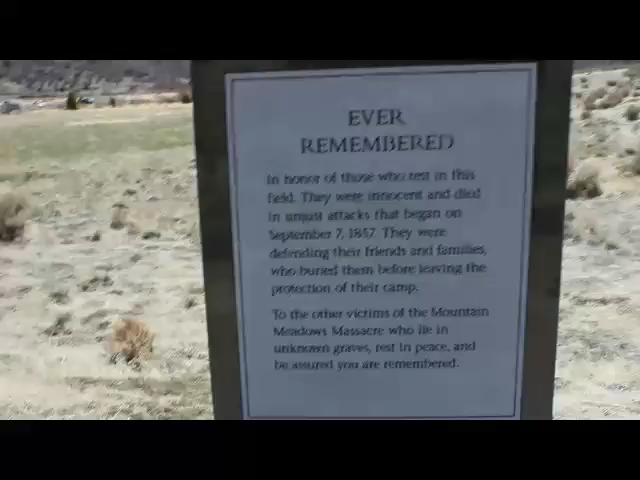 EVER
REMEMBERED
In honor of those who rest in this
field. They were innocent and died
in unjust attacks that began on
September 7, 1857. They were
defending their friends and families,
who buried them before leaving the
protection of their camp.
To the other victims of the Mountain
Meadows Massacre who lie in
unknown graves, rest in peace, and
be assured you are remembered.